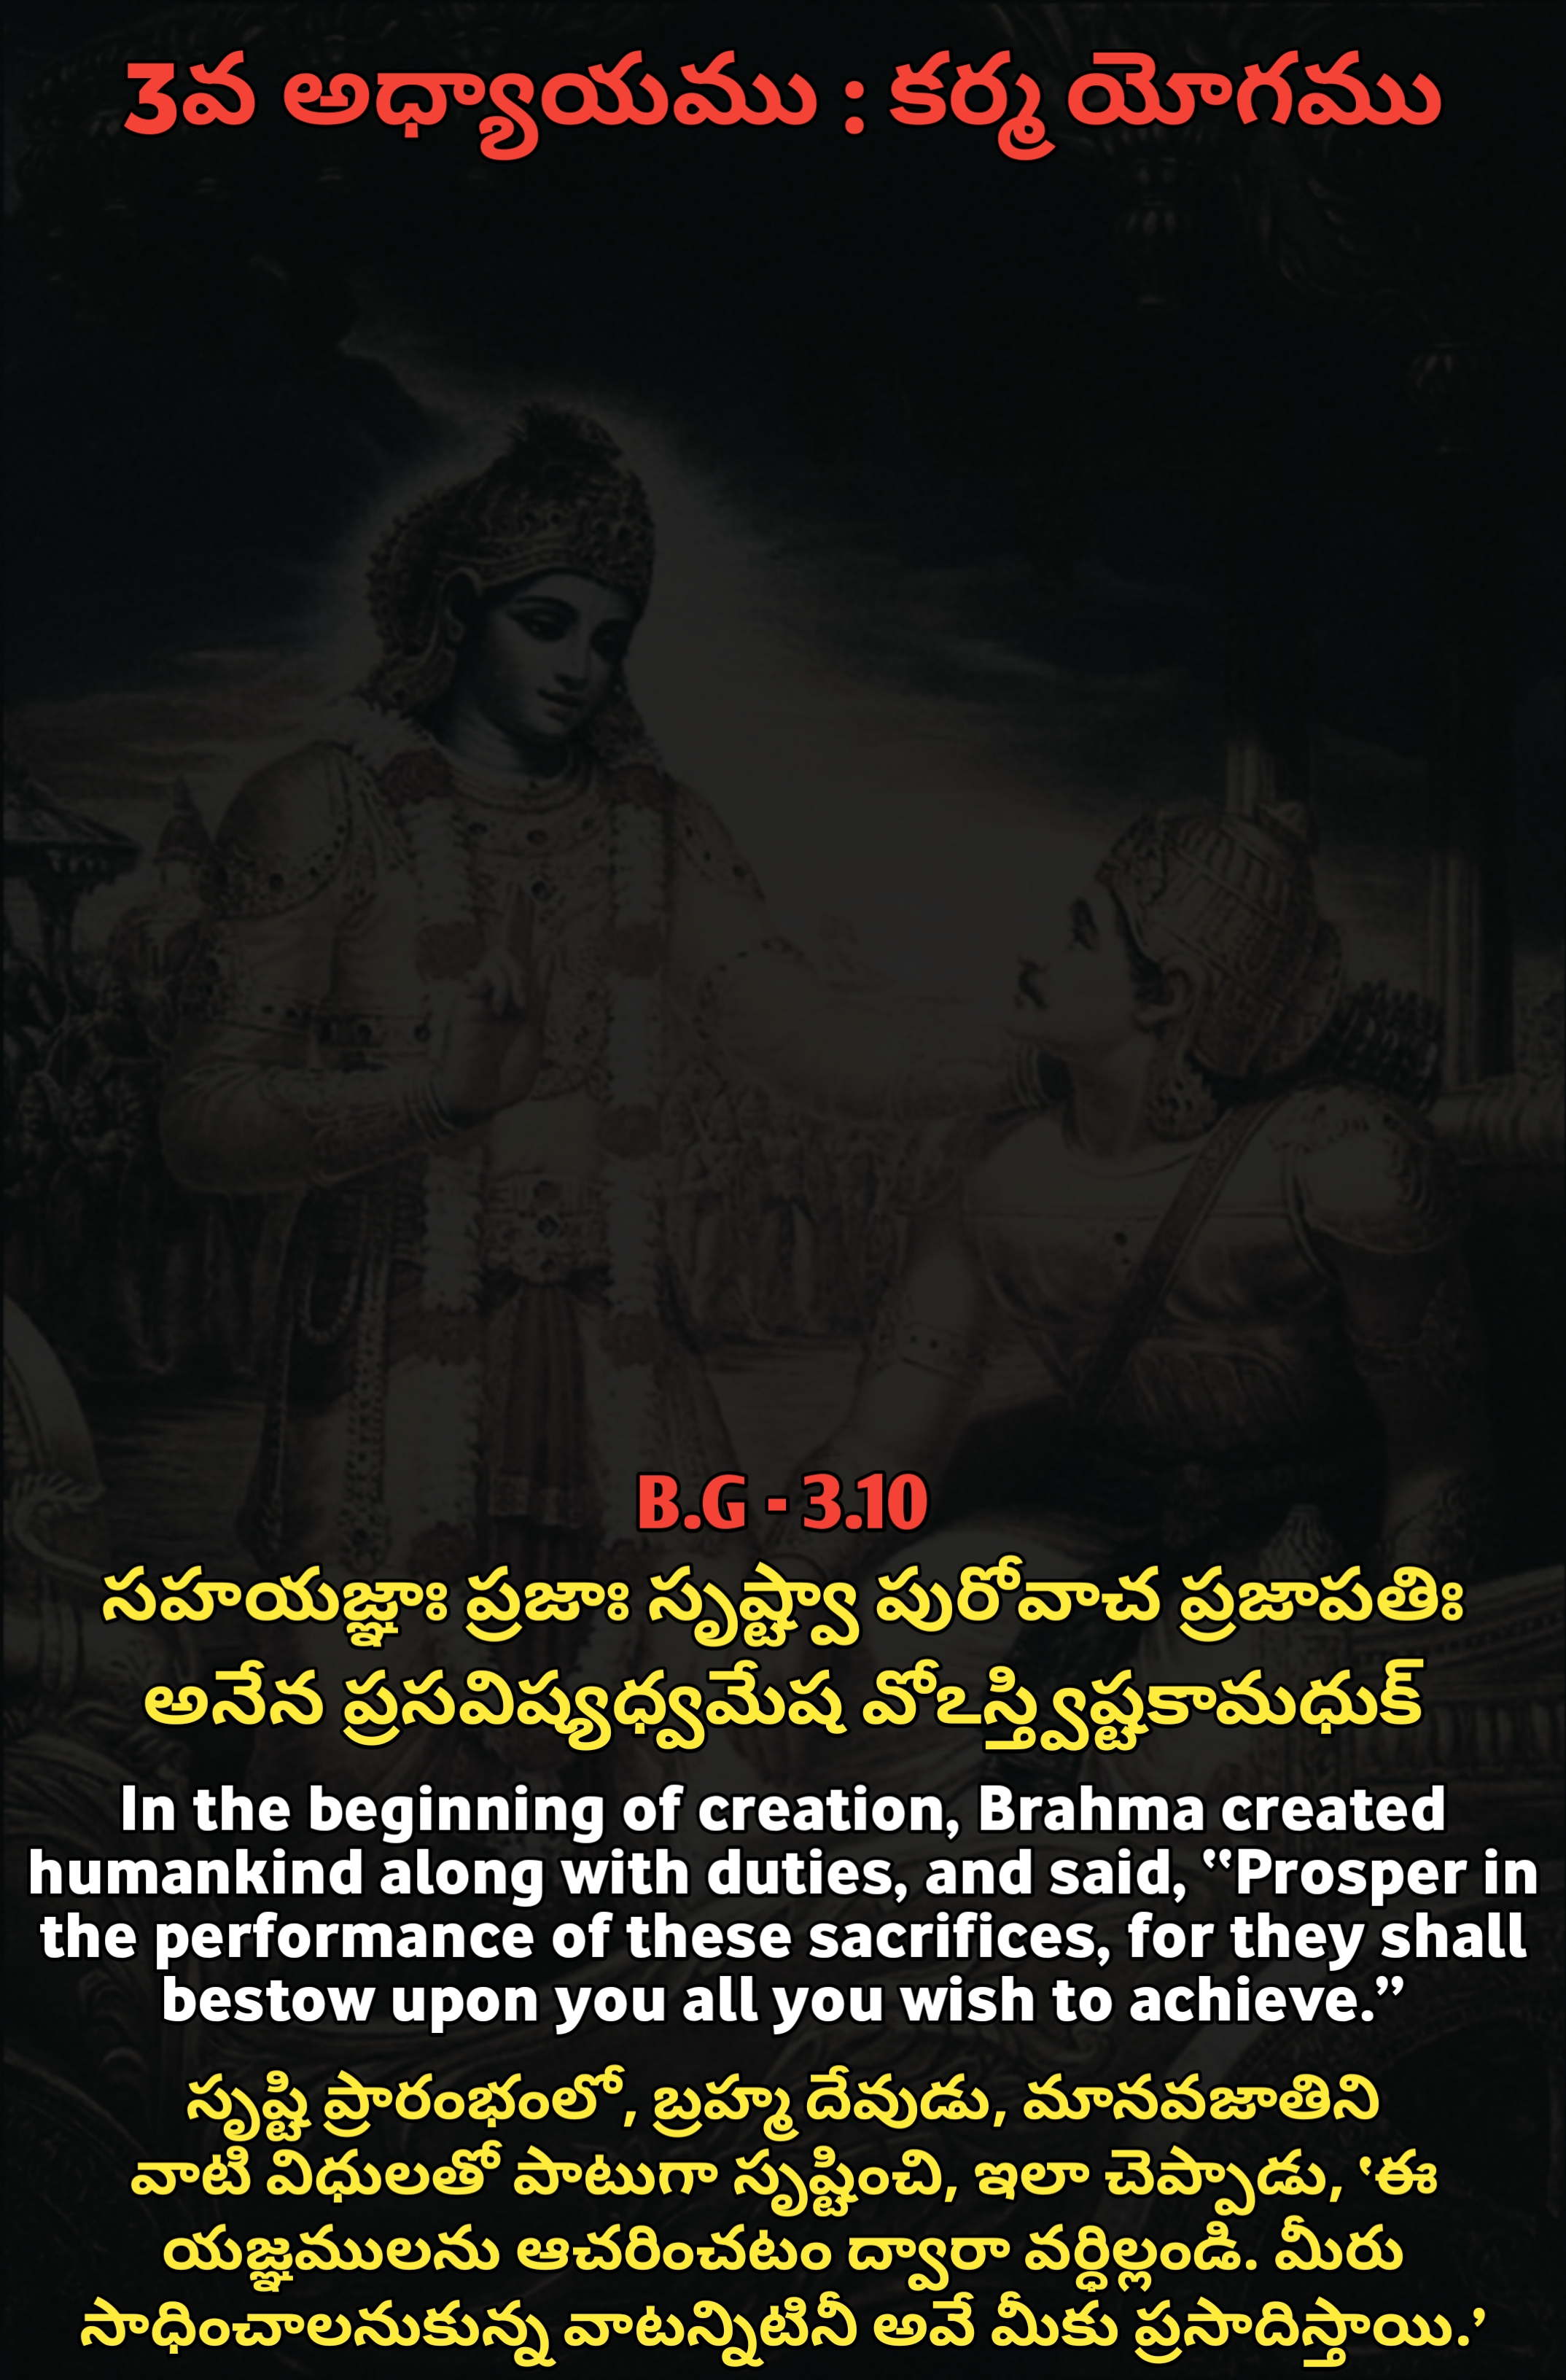 3వ అధ్యాయము : కర్మ యోగము
B.G - 3.10
సహయజ్ఞాః ప్రజాః సృష్ట్వా పురోవాచ ప్రజాపతిః
అనేన ప్రసవిష్యధ్వమేష వోఽస్త్విష్టకామధుక్
In the beginning of creation, Brahma created
humankind along with duties, and said, “Prosper in
the performance of these sacrifices, for they shall
bestow upon you all you wish to achieve.”
సృష్టి ప్రారంభంలో, బ్రహ్మ దేవుడు, మానవజాతిని
వాటి విధులతో పాటుగా సృష్టించి, ఇలా చెప్పాడు, ‘ఈ
యజ్ఞములను ఆచరించటం ద్వారా వర్ధిల్లండి. మీరు
సాధించాలనుకున్న వాటన్నిటినీ అవే మీకు ప్రసాదిస్తాయి.’